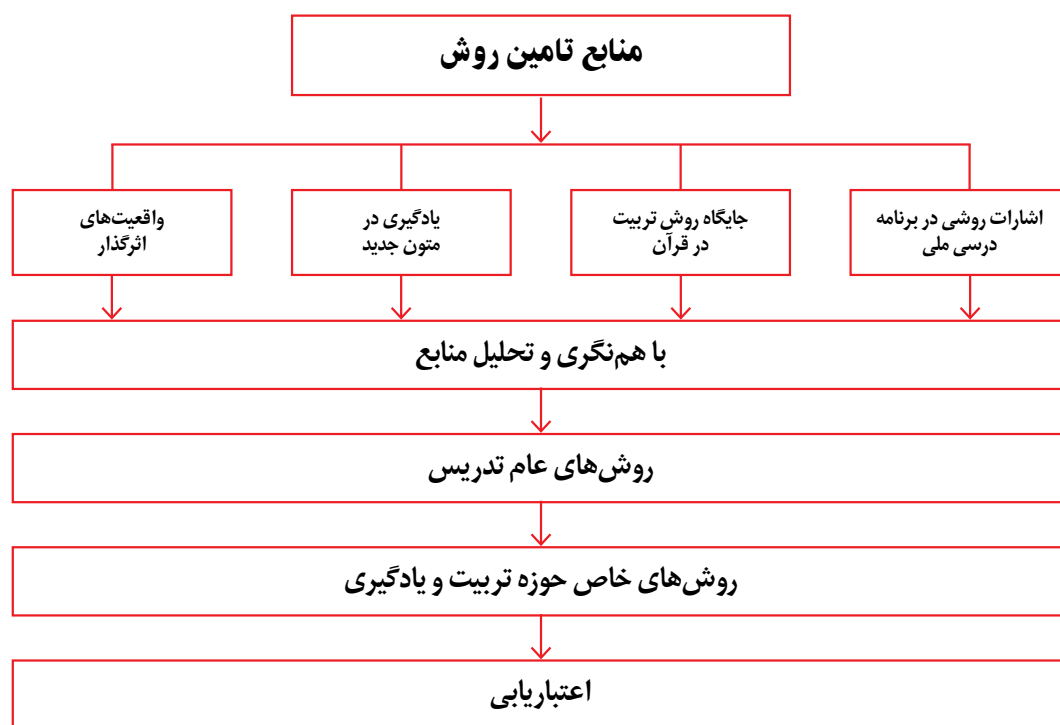 منابع تامین روش
اشارات روشی در برنامه
درسی ملی
جایگاه روش تربیت
در قرآن
یادگیری در
متون جدید
واقعیت‌های
اثرگذار
با هم‌نگری و تحلیل منابع
روش‌های عام تدریس
روش‌های خاص حوزه تربیت و یادگیری
اعتباریابی